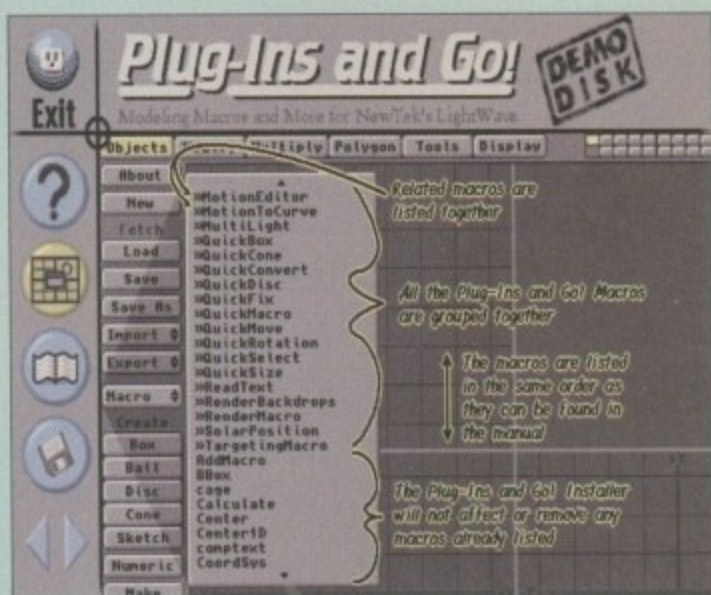 Plug-Ins and Go!
DEMO
DISK
Modeling Macros and More for NewTek's LightWave
Exit
Objects Multiply Polygon Tools Display
About
New
Fetch
Load
Save
Save As
Import
Export
Macro
Create
Box
Ball
Disc
Cone
Sketch
Numeric
Make
»MotionEditor
»MotionToCurve
»MultiLight
»QuickBox
»QuickCone
»QuickConvert
»QuickDisc
»QuickFix
»QuickMacro
»QuickMove
»QuickRotation
»QuickSelect
»QuickSize
»ReadText
»RenderBackdrops
»RenderMacro
»SolarPosition
»TargetingMacro
AddMacro
BBox
cage
Calculate
Center
Center1D
comptext
CoordSys
Related macros are
listed together
All the Plug-Ins and Go! Macros
are grouped together
The macros are listed
in the same order as
they can be found in
the manual
The Plug-Ins and Go! Installer
will not affect or remove any
macros already listed